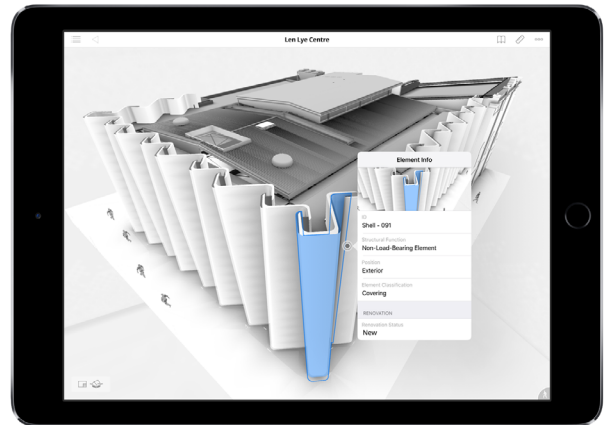 Len Lye Centre
Element Info
ID
Shell - 091
Structural Function
Non-Load-Bearing Element
Position
Exterior
Element Classification
Covering
RENOVATION
Renovation Status
New